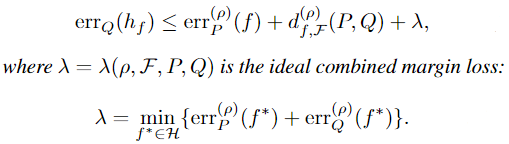 err_Q(h_f) ≤ err_P^{(ρ)}(f) + d_{f,ℱ}^{(ρ)}(P, Q) + λ,
where λ = λ(ρ, ℱ, P, Q) is the ideal combined margin loss:
λ = min_{f*∈ℋ} {err_P^{(ρ)}(f*) + err_Q^{(ρ)}(f*)}.